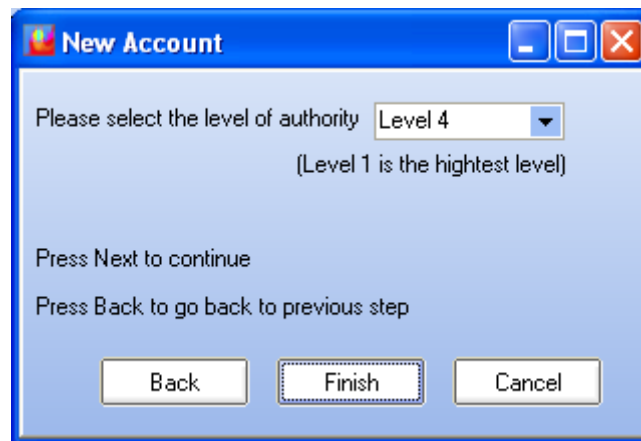 New Account
Please select the level of authority Level 4
(Level 1 is the hightest level)
Press Next to continue
Press Back to go back to previous step
Back Finish Cancel